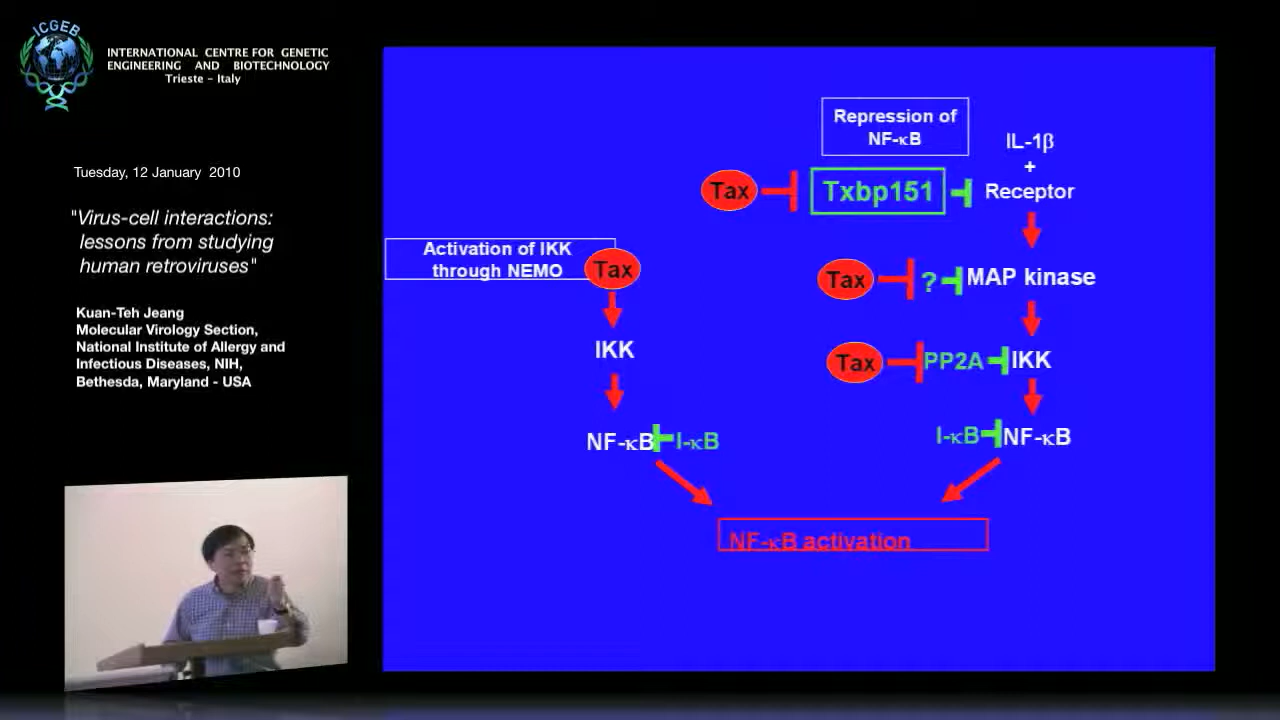 ICGEB
INTERNATIONAL CENTRE FOR GENETIC
ENGINEERING AND BIOTECHNOLOGY
Trieste - Italy
Tuesday, 12 January 2010
"Virus-cell interactions:
lessons from studying
human retroviruses"
Kuan-Teh Jeang
Molecular Virology Section,
National Institute of Allergy and
Infectious Diseases, NIH,
Bethesda, Maryland - USA
Repression of
NF-κB
IL-1β
+
Tax
Txbp151
Receptor
Activation of IKK
through NEMO
Tax
Tax
?
MAP kinase
IKK
Tax
PP2A
IKK
NF-κB
I-κB
I-κB
NF-κB
NF-κB activation